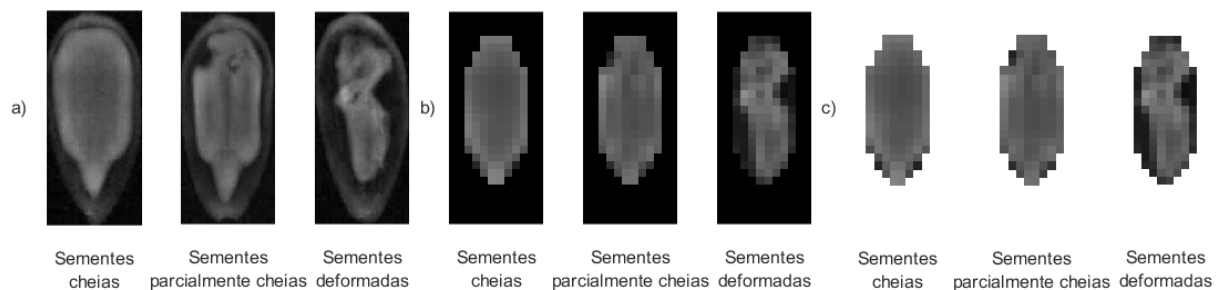 a)
b)
c)
Sementes
cheias
Sementes
parcialmente cheias
Sementes
deformadas
Sementes
cheias
Sementes
parcialmente cheias
Sementes
deformadas
Sementes
cheias
Sementes
parcialmente cheias
Sementes
deformadas